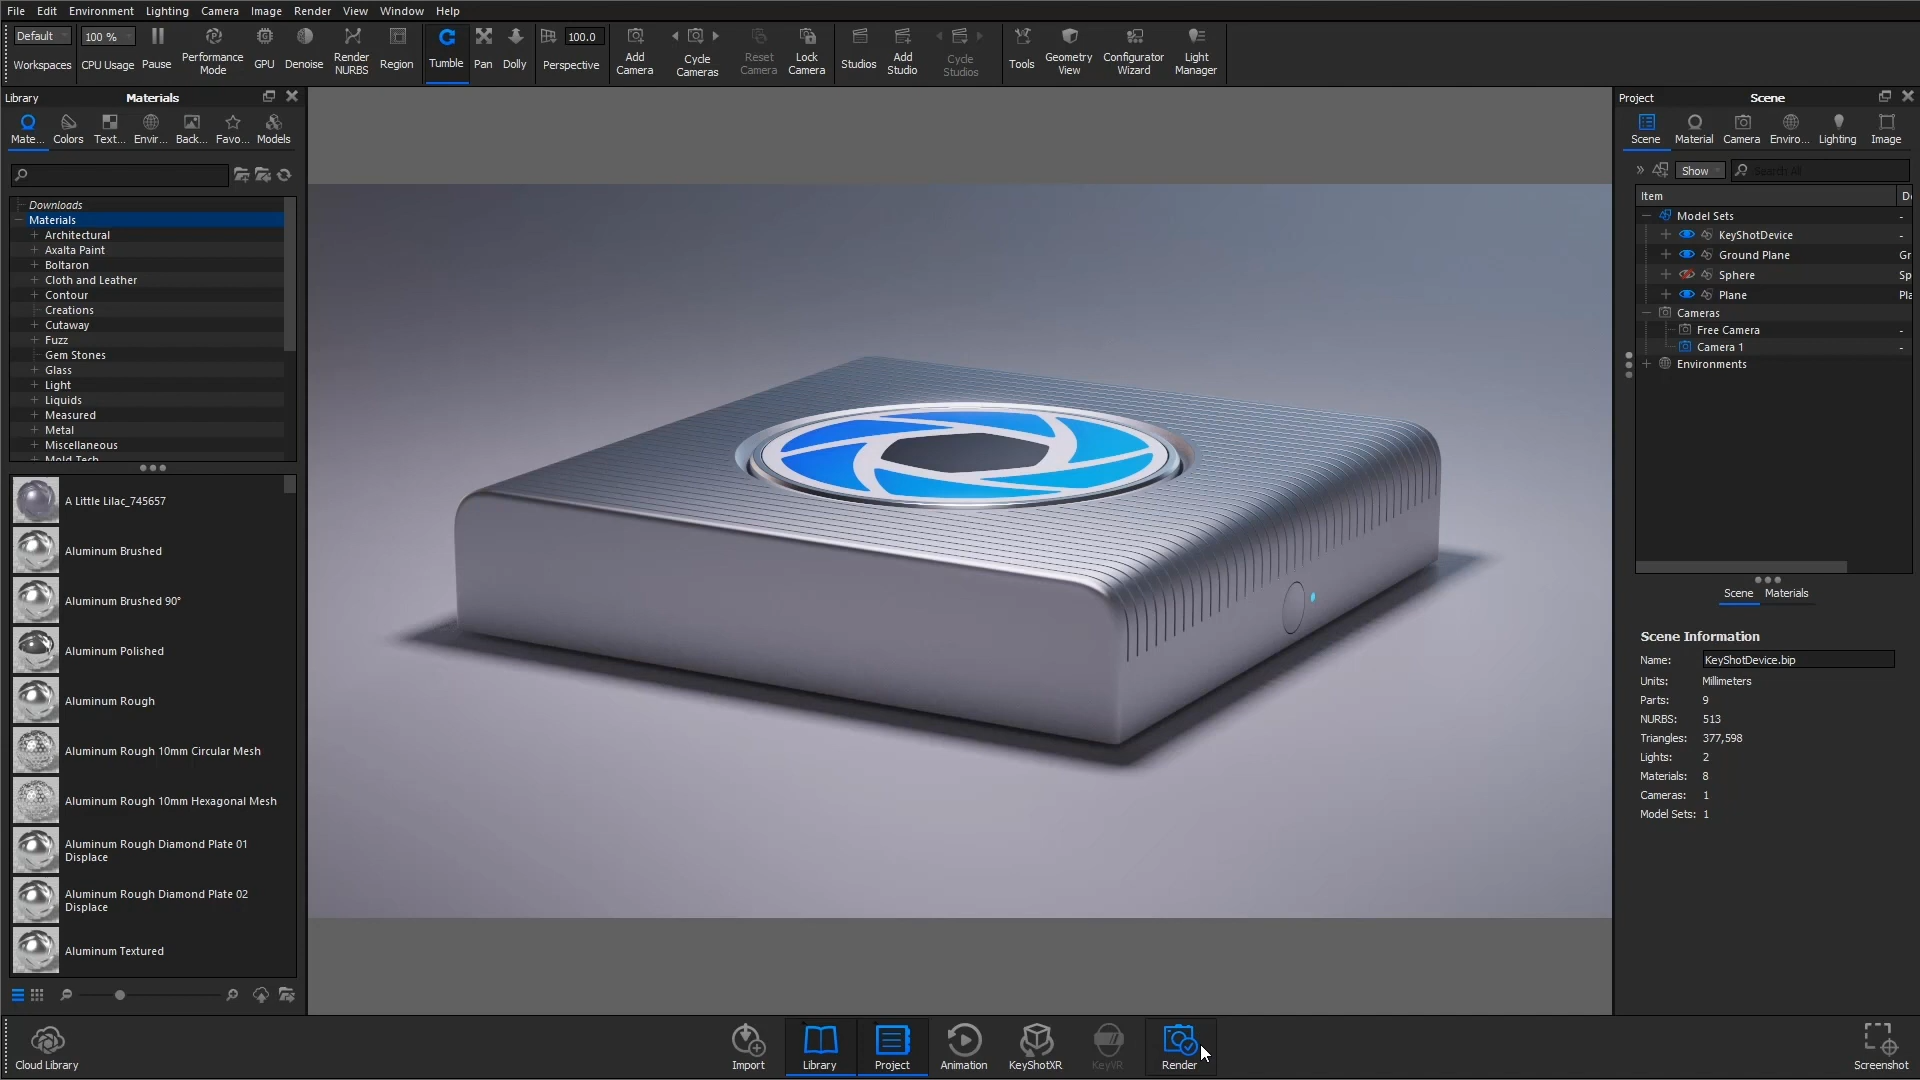 File Edit Environment Lighting Camera Image Render View Window Help
Default 100 % 100.0
Workspaces CPU Usage Pause Performance Mode GPU Denoise Render NURBS Region Tumble Pan Dolly Perspective Add Camera Cycle Cameras Reset Camera Lock Camera Studios Add Studio Cycle Studios Tools Geometry View Configurator Wizard Light Manager
Library Materials
Mate... Colors Text... Envir... Back... Favo... Models
Downloads
Materials
Architectural
Axalta Paint
Boltaron
Cloth and Leather
Contour
Creations
Cutaway
Fuzz
Gem Stones
Glass
Light
Liquids
Measured
Metal
Miscellaneous
Mold Tech
A Little Lilac_745657
Aluminum Brushed
Aluminum Brushed 90°
Aluminum Polished
Aluminum Rough
Aluminum Rough 10mm Circular Mesh
Aluminum Rough 10mm Hexagonal Mesh
Aluminum Rough Diamond Plate 01
Displace
Aluminum Rough Diamond Plate 02
Displace
Aluminum Textured
Project Scene
Scene Material Camera Enviro... Lighting Image
Show Search All
Item D
Model Sets -
KeyShotDevice -
Ground Plane Gr
Sphere Sp
Plane Pla
Cameras
Free Camera -
Camera 1 -
Environments
Scene Materials
Scene Information
Name: KeyShotDevice.bip
Units: Millimeters
Parts: 9
NURBS: 513
Triangles: 377,598
Lights: 2
Materials: 8
Cameras: 1
Model Sets: 1
Cloud Library Import Library Project Animation KeyShotXR KeyVR Render Screenshot